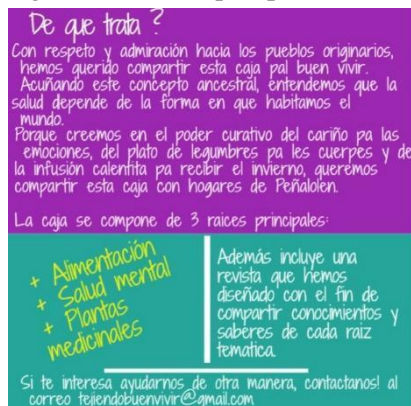 De que trata ?
Con respeto y admiración hacia los pueblos originarios,
hemos querido compartir esta caja pal buen vivir.
Acuñando este concepto ancestral, entendemos que la
salud depende de la forma en que habitamos el
mundo.
Porque creemos en el poder curativo del cariño pa las
emociones, del plato de legumbres pa les cuerpes y de
la infusión calentita pa recibir el invierno, queremos
compartir esta caja con hogares de Peñalolen.
La caja se compone de 3 raices principales:
+ Alimentación
+ Salud mental
+ Plantas
medicinales
Además incluye una
revista que hemos
diseñado con el fin de
compartir conocimientos y
saberes de cada raiz
tematica.
Si te interesa ayudarnos de otra manera, contactanos! al
correo tejiendobuenvivir@gmail.com